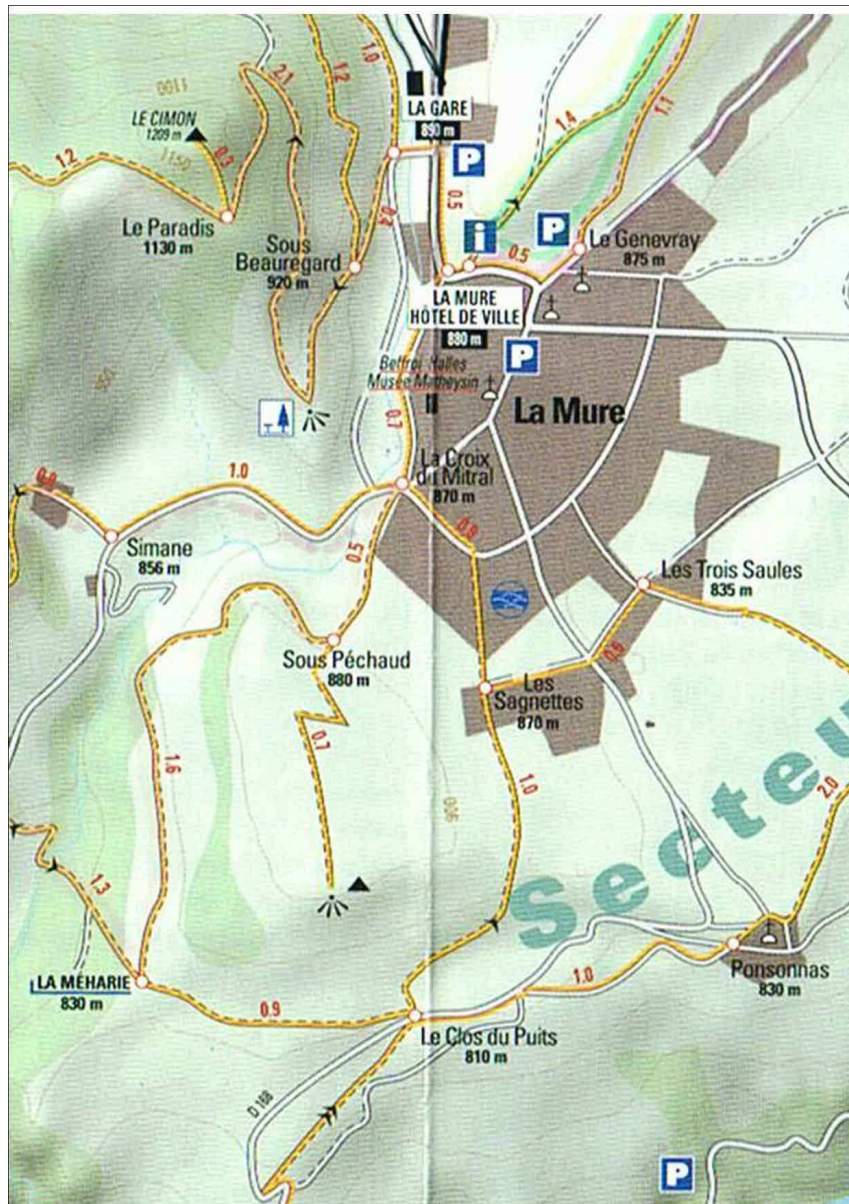 1100
2.1
1.2
1.0
LA GARE
890 m
LE CIMON
1209 m
1150
0.3
1.2
P
1.4
1.1
Le Paradis
1130 m
Sous
Beauregard
920 m
0.5
i
0.5
P
Le Genevray
875 m
LA MURE
HÔTEL DE VILLE
880 m
P
Beffroi Halles
Musée Matheysin
La Mure
0.7
La Croix
du Mitral
870 m
0.8
1.0
0.8
Simane
856 m
0.5
Les Trois Saules
835 m
Sous Péchaud
880 m
0.6
Les
Sagnettes
870 m
0.7
1.6
1.0
900
2.0
Secteu
1.3
LA MÉHARIE
830 m
0.9
1.0
Ponsonnas
830 m
Le Clos du Puits
810 m
D 168
P